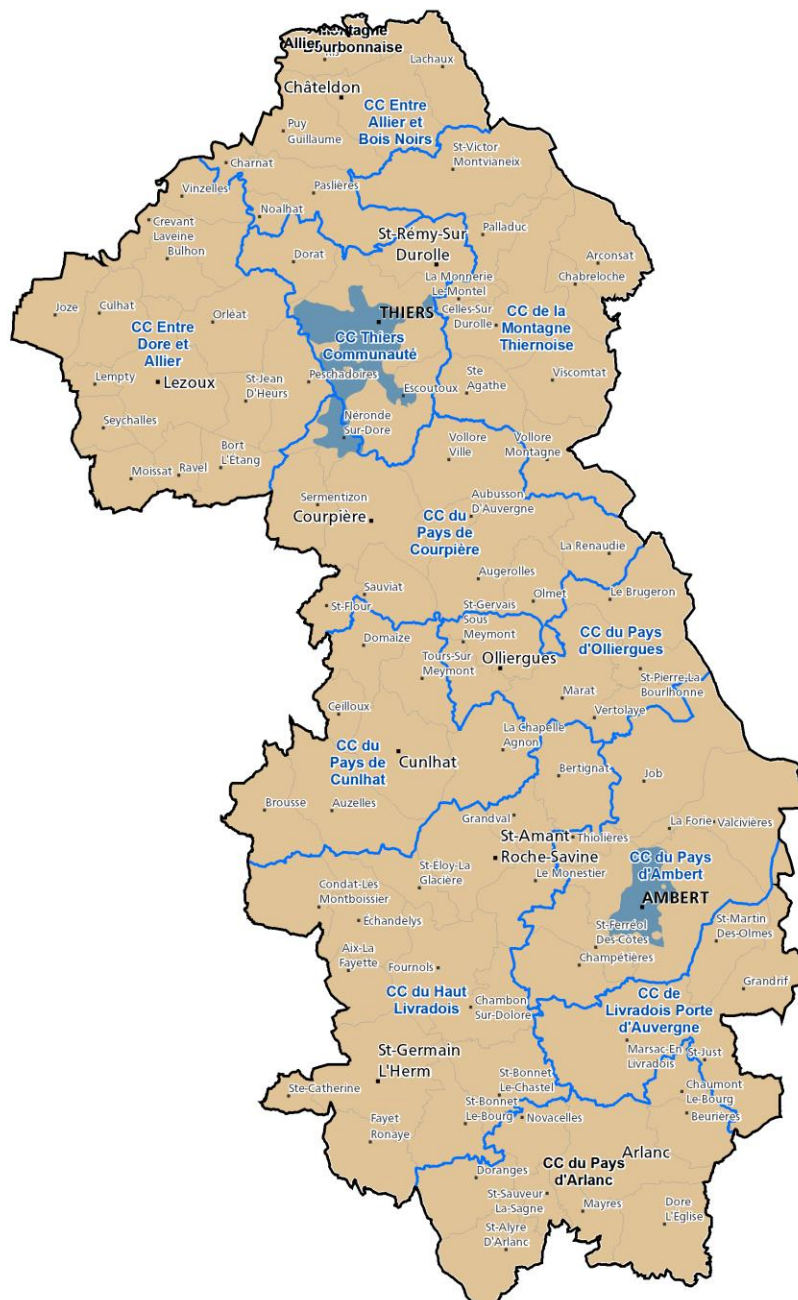 Montagne
Allier
Bourbonnaise
Ris
Lachaux
Châteldon
CC Entre
Allier et
Bois Noirs
Puy
Guillaume
St-Victor
Montvianeix
Charnat
Vinzelles
Paslières
Noalhat
Crevant
Laveine
Bulhon
St-Rémy-Sur
Durolle
Palladuc
Dorat
Arconsat
Chabreloche
La Monnerie
Le-Montel
Joze
Culhat
Orléat
THIERS
Celles-Sur
Durolle
CC de la
Montagne
Thiernoise
CC Entre
Dore et
Allier
CC Thiers
Communauté
Lempty
Lezoux
St-Jean
D'Heurs
Peschadoires
Escoutoux
Ste
Agathe
Viscomtat
Seychalles
Néronde
Sur-Dore
Vollore
Ville
Vollore
Montagne
Bort
L'Étang
Moissat
Ravel
Sermentizon
Aubusson
D'Auvergne
Courpière
CC du
Pays de
Courpière
La Renaudie
Augerolles
Sauviat
Olmet
Le Brugeron
St-Flour
St-Gervais
Sous
Meymont
Domaize
CC du Pays
d'Olliergues
Tours-Sur
Meymont
Olliergues
St-Pierre-La
Bourlhonne
Marat
Vertolaye
Ceilloux
La Chapelle
Agnon
CC du
Pays de
Cunlhat
Cunlhat
Bertignat
Job
Brousse
Auzelles
Grandval
La Forie
Valcivières
St-Amant
Roche-Savine
Thiolières
CC du Pays
d'Ambert
St-Eloy-La
Glacière
Le Monestier
Condat-Lès
Montboissier
AMBERT
Échandelys
St-Ferréol
Des-Côtes
St-Martin
Des-Olmes
Aix-La
Fayette
Fournols
Champétières
Grandrif
CC du Haut
Livradois
CC de
Livradois Porte
d'Auvergne
Chambon
Sur-Dolore
St-Germain
L'Herm
Marsac-En
Livradois
St-Just
Ste-Catherine
St-Bonnet
Le-Chastel
Chaumont
Le-Bourg
St-Bonnet
Le-Bourg
Novacelles
Beurières
Fayet
Ronaye
Arlanc
CC du Pays
d'Arlanc
Doranges
St-Sauveur
La-Sagne
Mayres
Dore
L'Eglise
St-Alyre
D'Arlanc